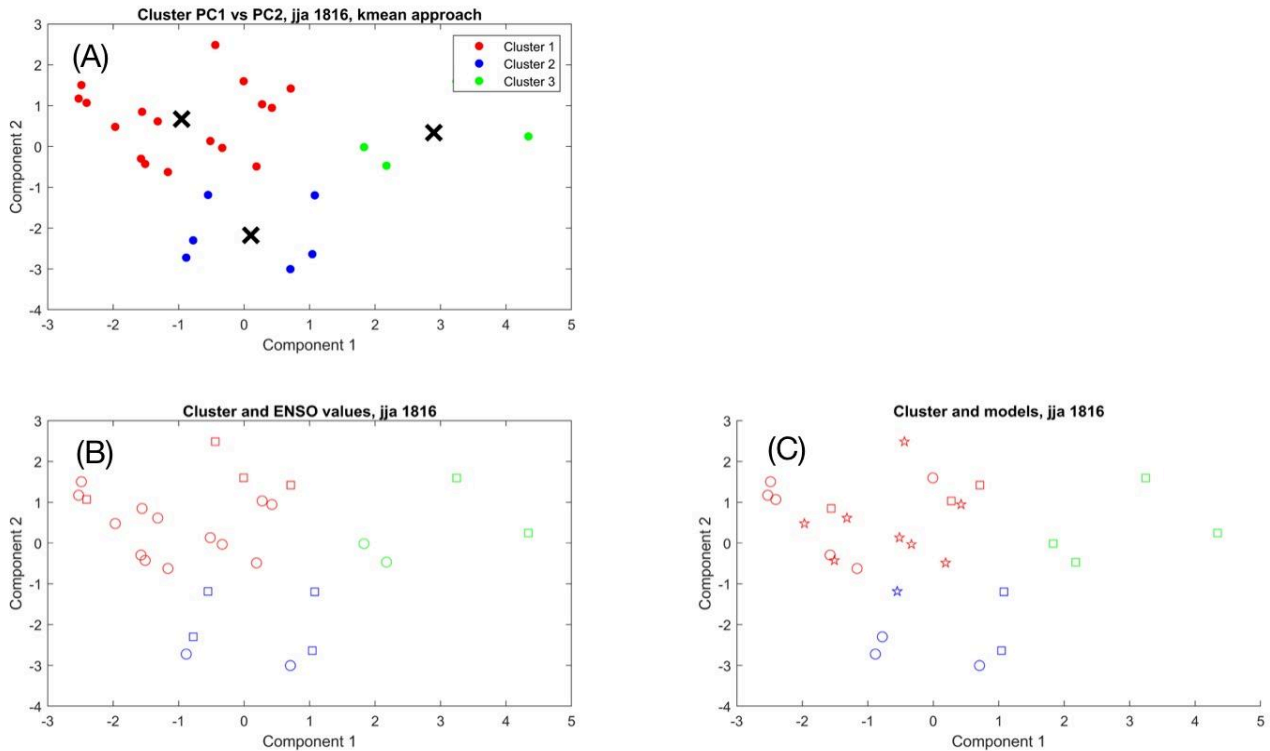 Cluster PC1 vs PC2, jja 1816, kmean approach
(A)
Cluster 1
Cluster 2
Cluster 3
3
2
1
0
-1
-2
-3
-4
Component 2
-3 -2 -1 0 1 2 3 4 5
Component 1
Cluster and ENSO values, jja 1816
(B)
3
2
1
0
-1
-2
-3
-4
Component 2
-3 -2 -1 0 1 2 3 4 5
Component 1
Cluster and models, jja 1816
(C)
3
2
1
0
-1
-2
-3
-4
Component 2
-3 -2 -1 0 1 2 3 4 5
Component 1